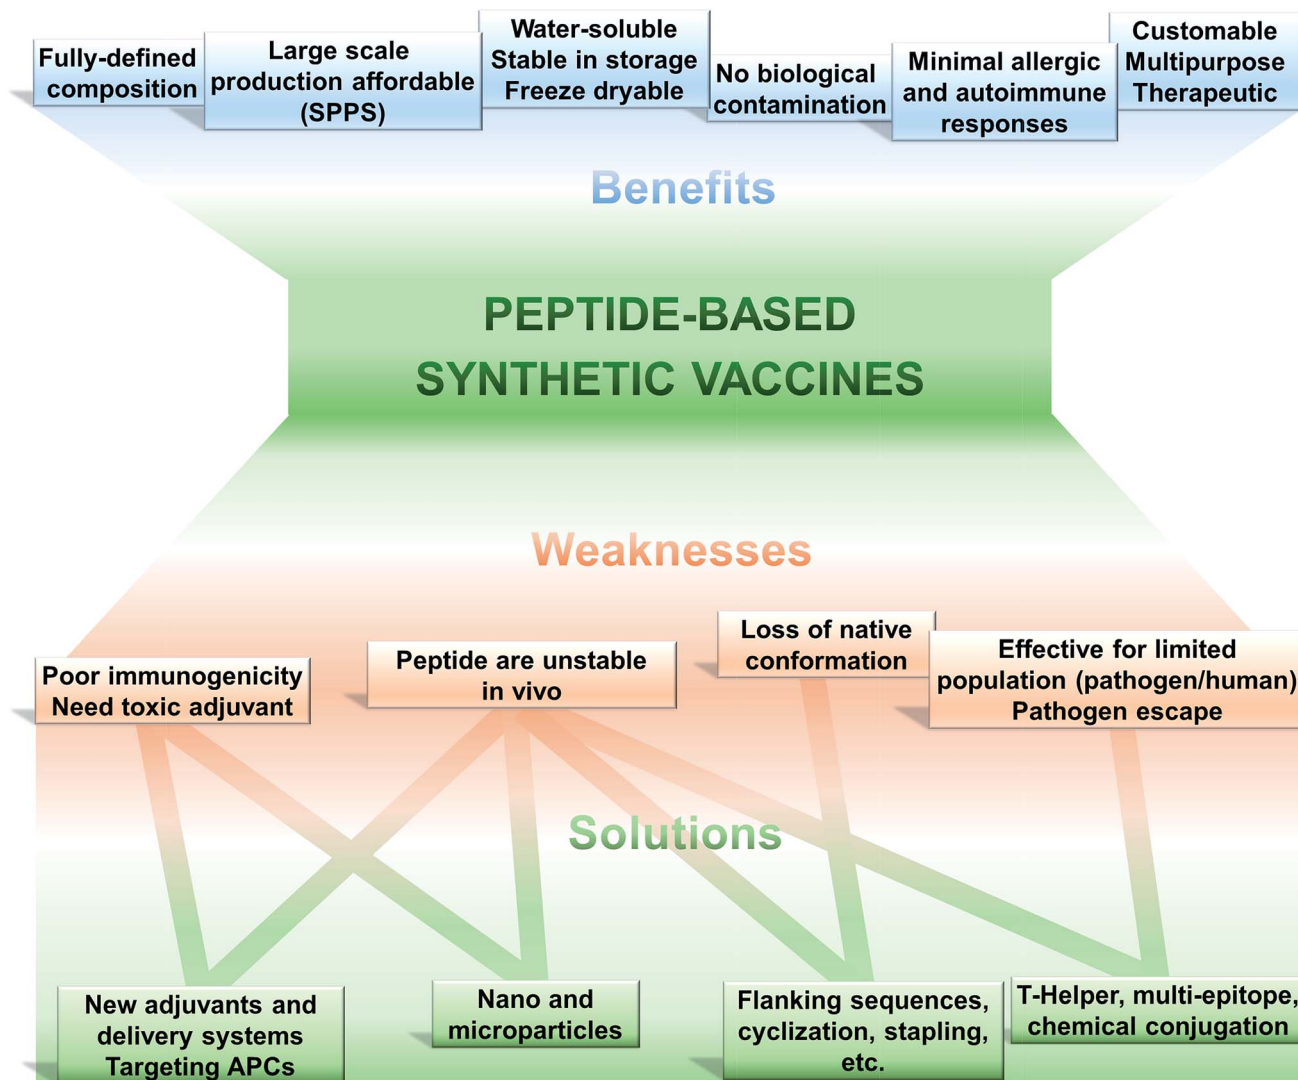 Fully-defined
composition
Large scale
production affordable
(SPPS)
Water-soluble
Stable in storage
Freeze dryable
No biological
contamination
Minimal allergic
and autoimmune
responses
Customable
Multipurpose
Therapeutic
Benefits
PEPTIDE-BASED
SYNTHETIC VACCINES
Weaknesses
Poor immunogenicity
Need toxic adjuvant
Peptide are unstable
in vivo
Loss of native
conformation
Effective for limited
population (pathogen/human)
Pathogen escape
Solutions
New adjuvants and
delivery systems
Targeting APCs
Nano and
microparticles
Flanking sequences,
cyclization, stapling,
etc.
T-Helper, multi-epitope,
chemical conjugation